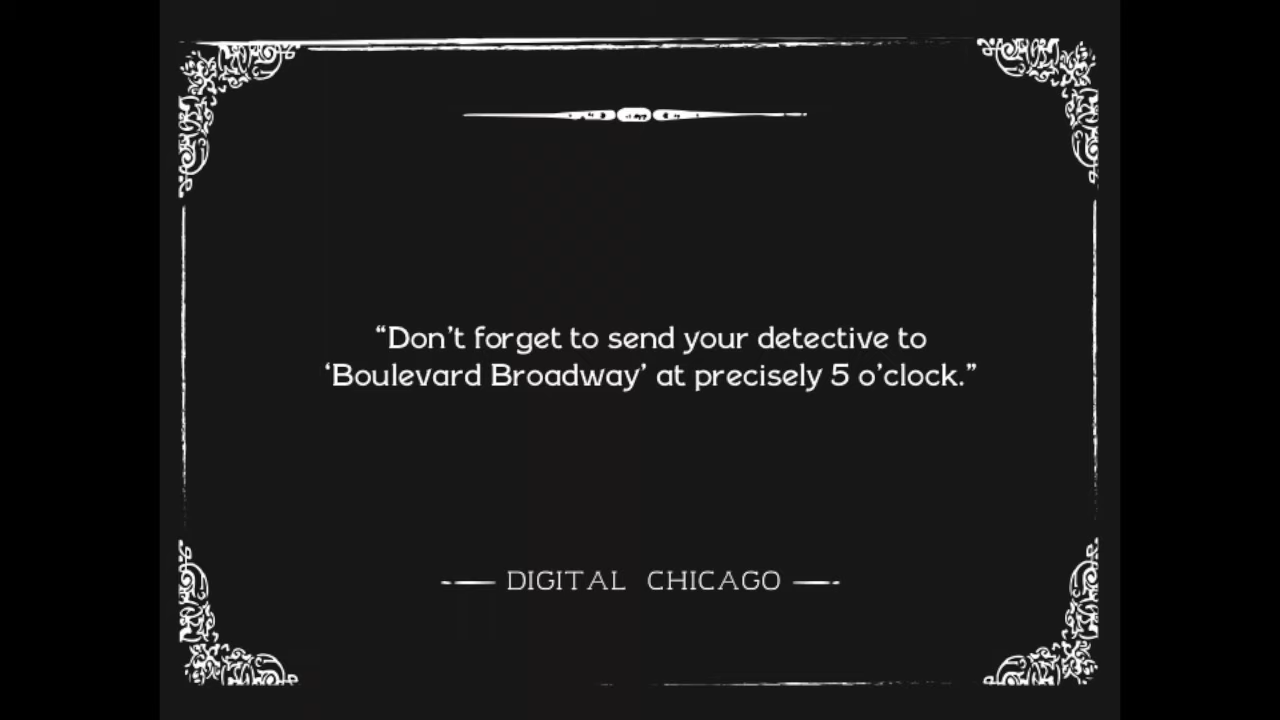 “Don’t forget to send your detective to
‘Boulevard Broadway’ at precisely 5 o’clock.”
DIGITAL CHICAGO